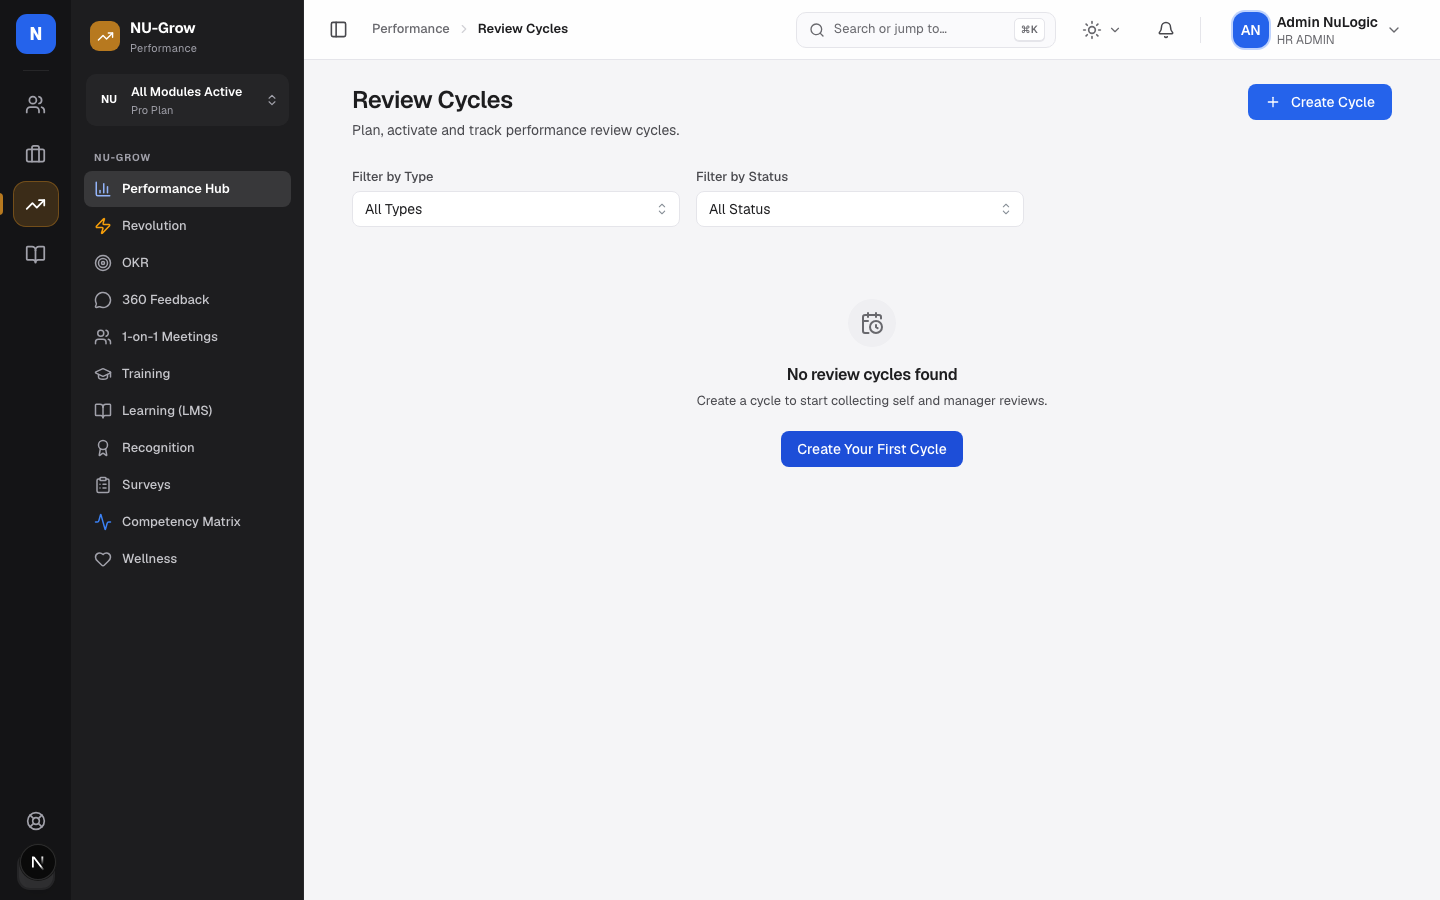 N
NU-Grow
Performance
NU
All Modules Active
Pro Plan
NU-GROW
Performance Hub
Revolution
OKR
360 Feedback
1-on-1 Meetings
Training
Learning (LMS)
Recognition
Surveys
Competency Matrix
Wellness
N
Performance
Review Cycles
Search or jump to...
⌘K
AN
Admin NuLogic
HR ADMIN
Review Cycles
Plan, activate and track performance review cycles.
Create Cycle
Filter by Type
Filter by Status
All Types
All Status
No review cycles found
Create a cycle to start collecting self and manager reviews.
Create Your First Cycle